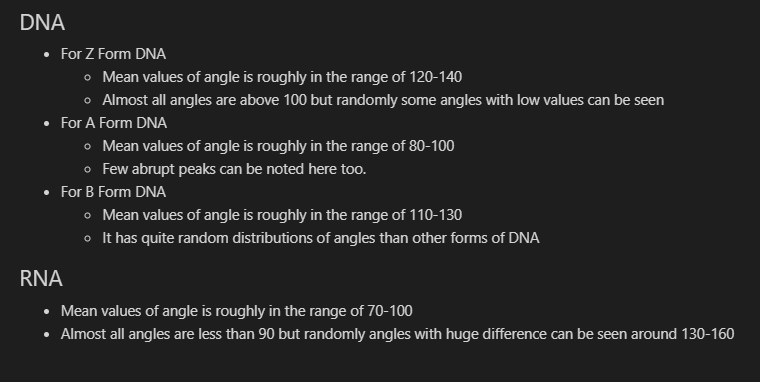 DNA
• For Z Form DNA
◦ Mean values of angle is roughly in the range of 120-140
◦ Almost all angles are above 100 but randomly some angles with low values can be seen
• For A Form DNA
◦ Mean values of angle is roughly in the range of 80-100
◦ Few abrupt peaks can be noted here too.
• For B Form DNA
◦ Mean values of angle is roughly in the range of 110-130
◦ It has quite random distributions of angles than other forms of DNA
RNA
• Mean values of angle is roughly in the range of 70-100
• Almost all angles are less than 90 but randomly angles with huge difference can be seen around 130-160